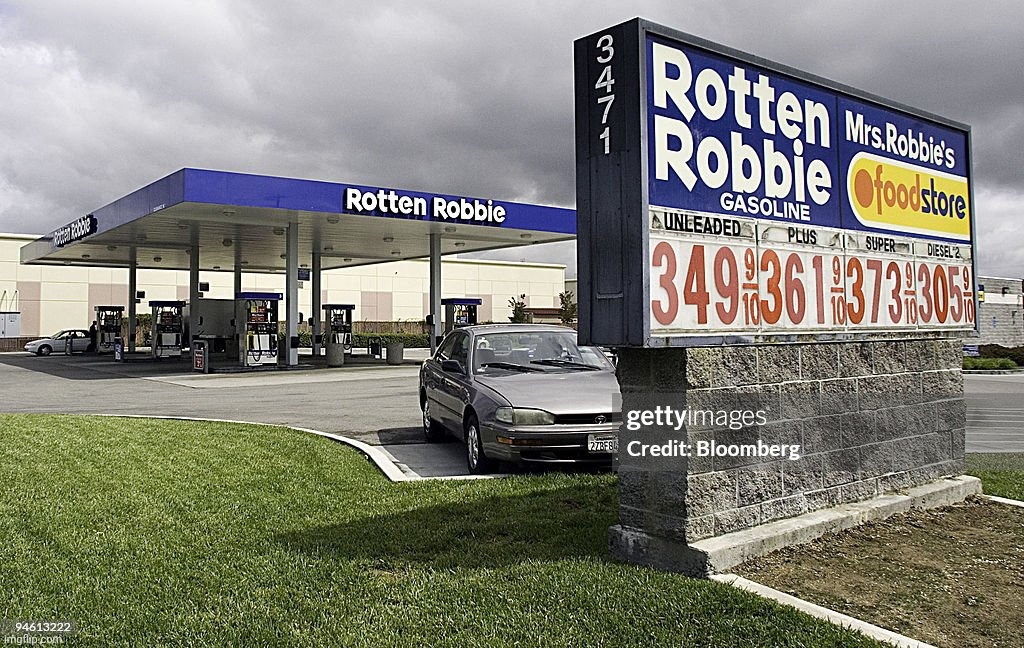 3471
Rotten
Robbie
GASOLINE
Mrs.Robbie's
foodstore
UNLEADED PLUS SUPER DIESEL #2
349 9/10 361 9/10 373 9/10 305 9/10
Rotten Robbie
Rotten Robbie
gettyimages
Credit: Bloomberg
94613222
imgflip.com